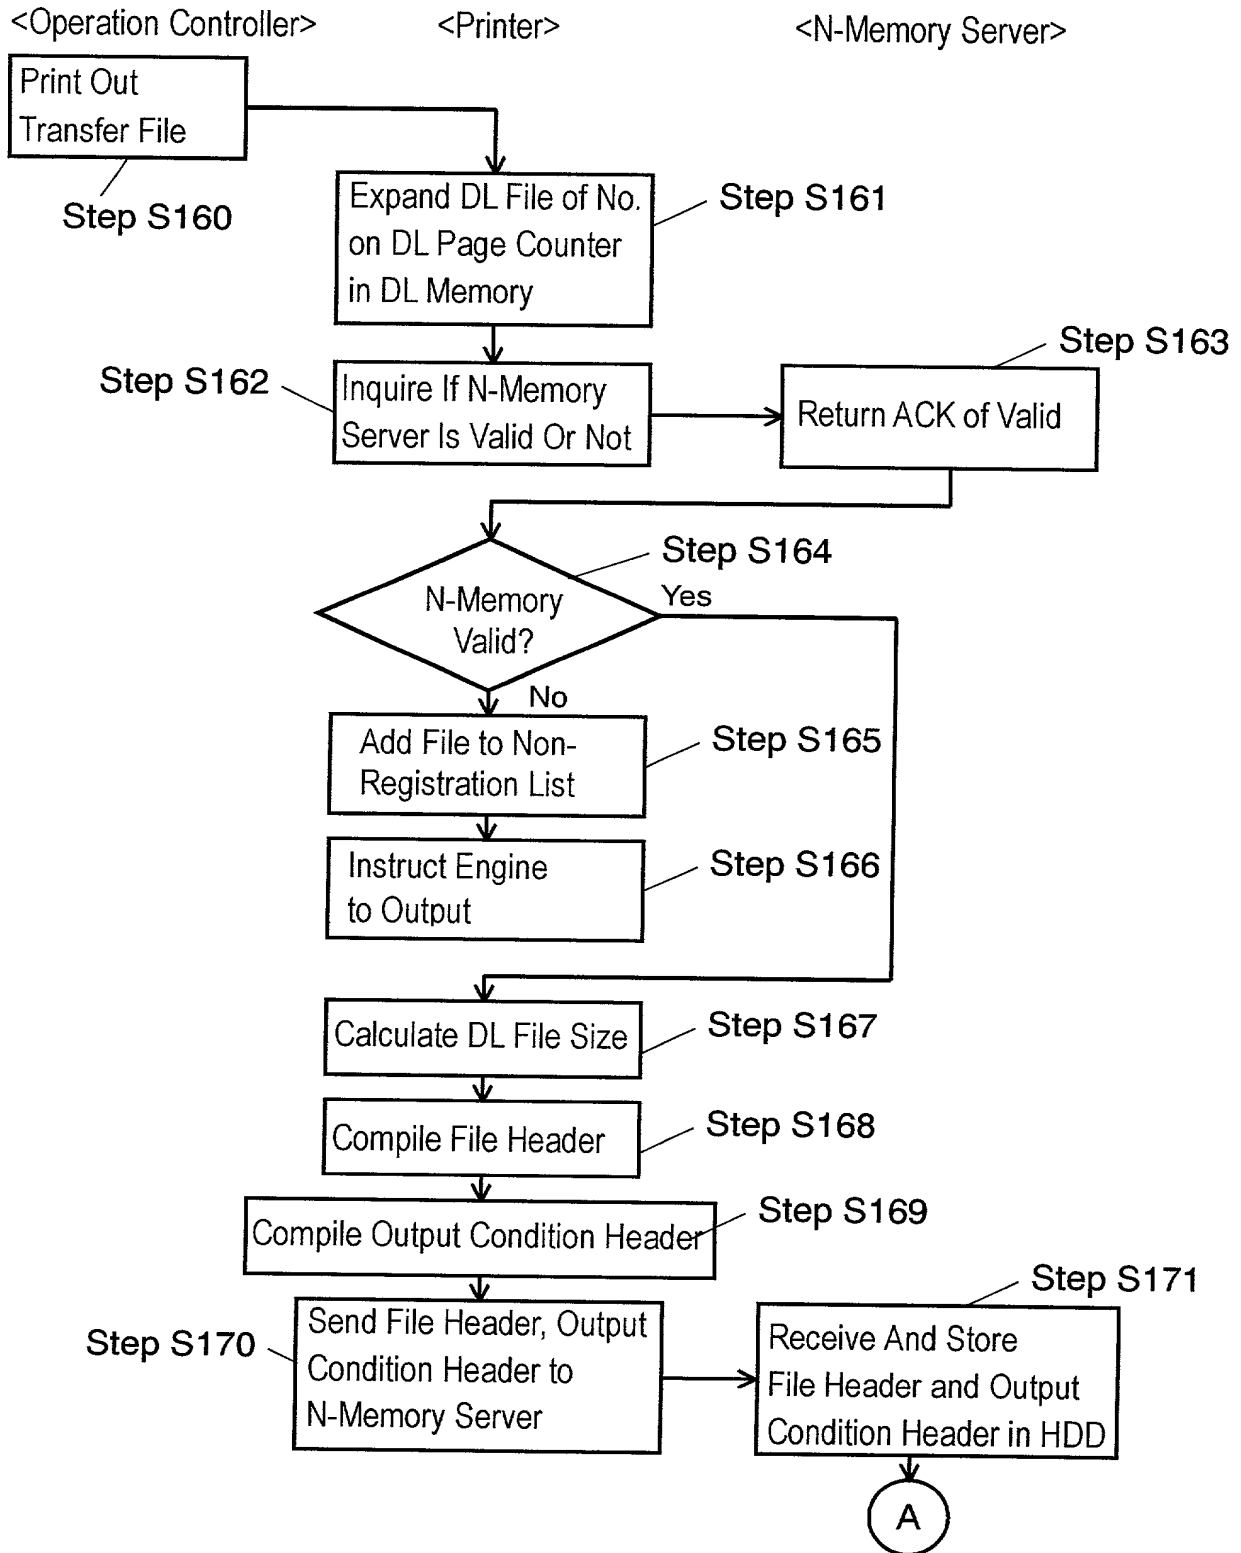 <Operation Controller>
<Printer>
<N-Memory Server>
Print Out
Transfer File
Step S160
Expand DL File of No.
on DL Page Counter
in DL Memory
Step S161
Step S162
Inquire If N-Memory
Server Is Valid Or Not
Step S163
Return ACK of Valid
Step S164
N-Memory
Valid?
Yes
No
Add File to Non-
Registration List
Step S165
Instruct Engine
to Output
Step S166
Calculate DL File Size
Step S167
Compile File Header
Step S168
Compile Output Condition Header
Step S169
Step S170
Send File Header, Output
Condition Header to
N-Memory Server
Step S171
Receive And Store
File Header and Output
Condition Header in HDD
A